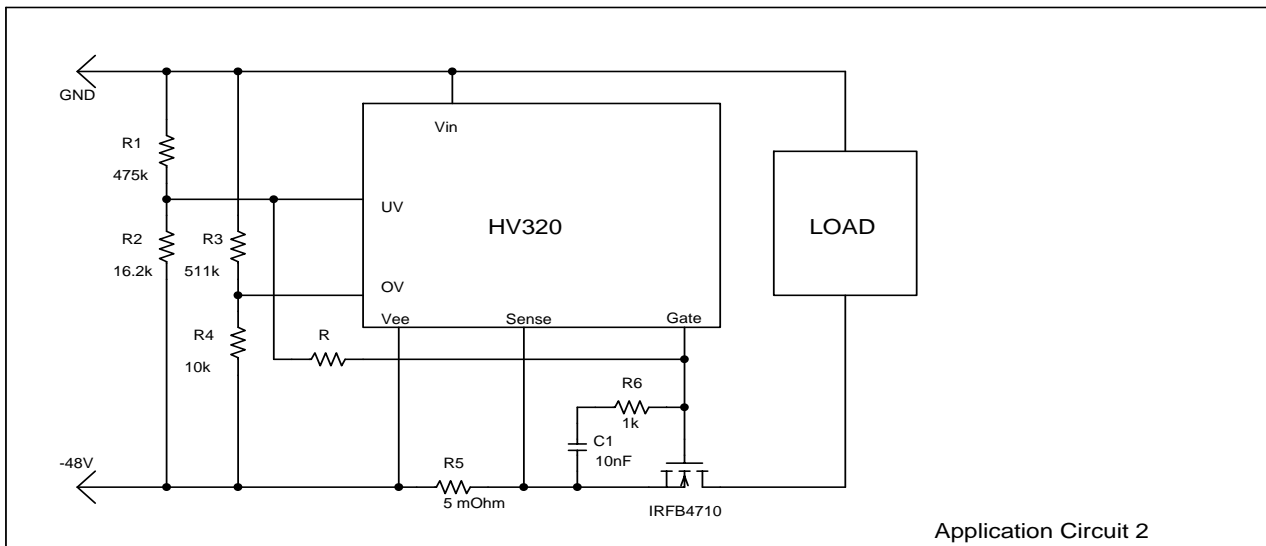 GND
R1
475k
R2
16.2k
R3
511k
R4
10k
Vin
UV
HV320
OV
Vee
Sense
Gate
LOAD
R
R6
1k
C1
10nF
-48V
R5
5 mOhm
IRFB4710
Application Circuit 2